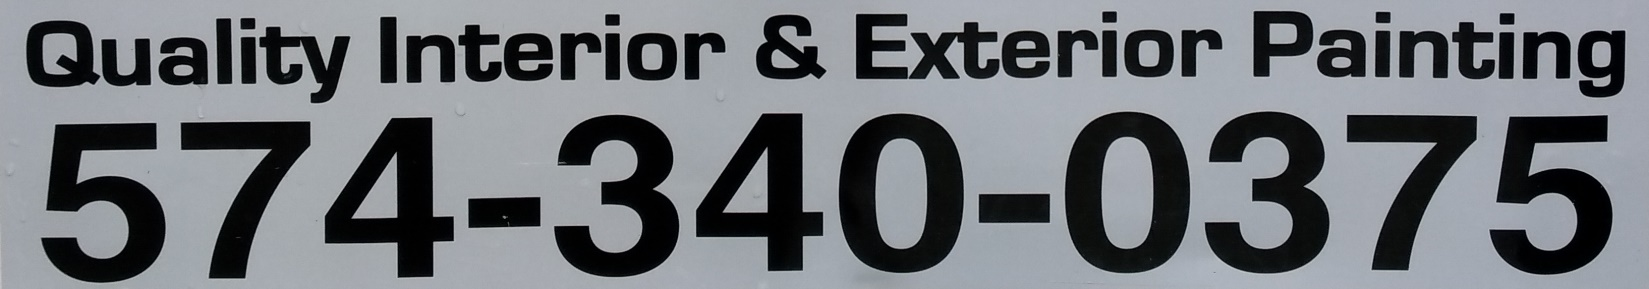 Quality Interior & Exterior Painting
574-340-0375